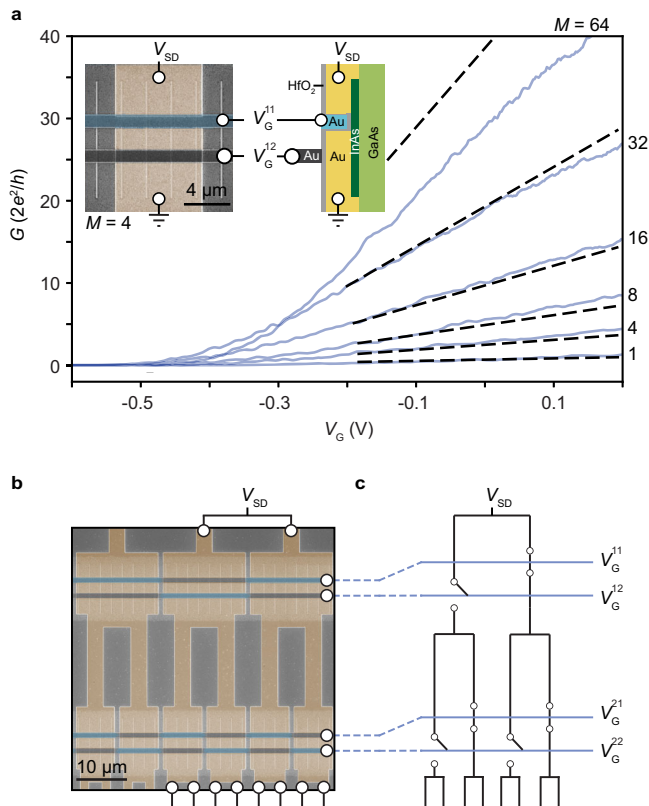 a
M = 64
40
30
20
10
0
G (2e²/h)
V_SD
V_SD
HfO₂
V_G^11
V_G^12
Au
Au
Au
InAs
GaAs
4 µm
M = 4
32
16
8
4
1
-0.5
-0.3
-0.1
0.1
V_G (V)
b
V_SD
10 µm
c
V_SD
V_G^11
V_G^12
V_G^21
V_G^22